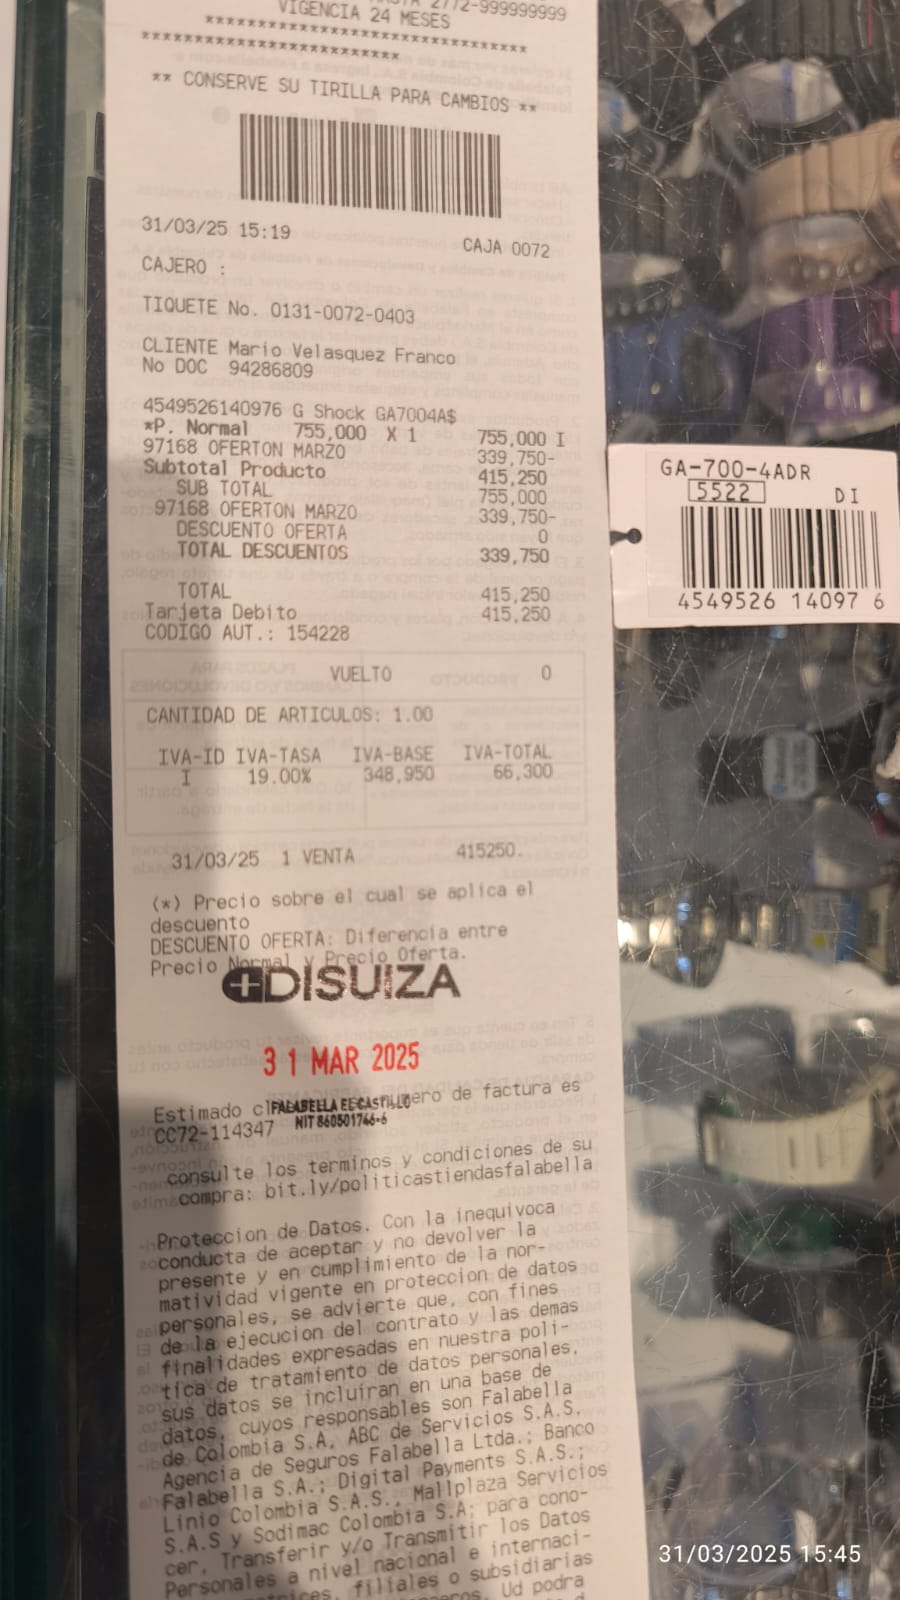 2772-999999999
VIGENCIA 24 MESES
** CONSERVE SU TIRILLA PARA CAMBIOS **
31/03/25 15:19 CAJA 0072
CAJERO :
TIQUETE No. 0131-0072-0403
CLIENTE Mario Velasquez Franco
No DOC 94286809
4549526140976 G Shock GA7004A$
*P. Normal 755,000 X 1 755,000 I
97168 OFERTON MARZO 339,750-
Subtotal Producto 415,250
SUB TOTAL 755,000
97168 OFERTON MARZO 339,750-
DESCUENTO OFERTA 0
TOTAL DESCUENTOS 339,750
TOTAL 415,250
Tarjeta Debito 415,250
CODIGO AUT.: 154228
VUELTO 0
CANTIDAD DE ARTICULOS: 1.00
IVA-ID IVA-TASA IVA-BASE IVA-TOTAL
I 19.00% 348,950 66,300
31/03/25 1 VENTA 415250.
(*) Precio sobre el cual se aplica el
descuento
DESCUENTO OFERTA: Diferencia entre
Precio Normal y Precio Oferta.
DISUIZA
31 MAR 2025
FALABELLA EL CASTILLO
NIT 860501746-6
Estimado ero de factura es
CC72-114347
consulte los terminos y condiciones de su
compra: bit.ly/politicastiendasfalabella
Proteccion de Datos. Con la inequivoca
conducta de aceptar y no devolver la
presente y en cumplimiento de la nor-
matividad vigente en proteccion de datos
personales, se advierte que, con fines
de la ejecucion del contrato y las demas
finalidades expresadas en nuestra poli-
tica de tratamiento de datos personales,
sus datos se incluiran en una base de
datos, cuyos responsables son Falabella
de Colombia S.A, ABC de Servicios S.A.S,
Agencia de Seguros Falabella Ltda.; Banco
Falabella S.A.; Digital Payments S.A.S.;
Linio Colombia S.A.S., Mallplaza Servicios
S.A.S y Sodimac Colombia S.A; para cono-
cer, Transferir y/o Transmitir los Datos
Personales a nivel nacional e internaci-
filiales o subsidiarias
Ud podra
GA-700-4ADR
5522 DI
4549526 14097 6
31/03/2025 15:45